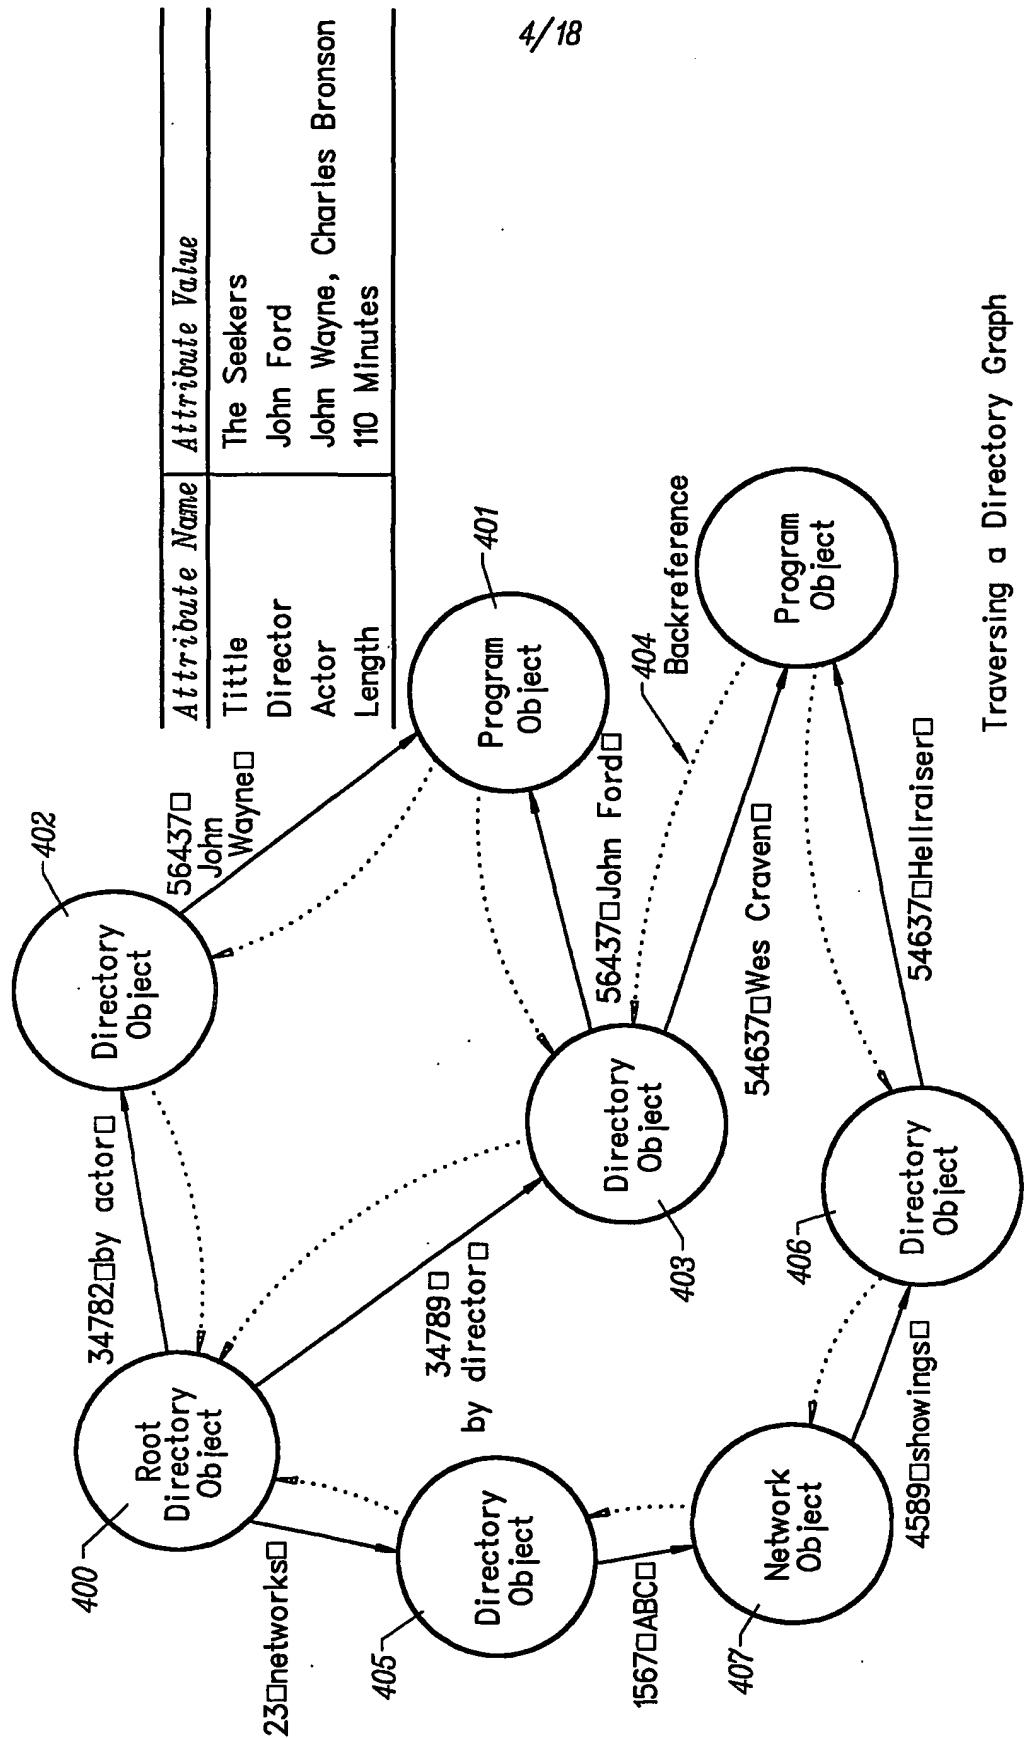 4/18
Attribute Name Attribute Value
Tittle The Seekers
Director John Ford
Actor John Wayne, Charles Bronson
Length 110 Minutes
402
Directory
Object
56437□
John
Wayne□
34782□by actor□
400
Root
Directory
Object
401
Program
Object
34789□
by director□
56437□John Ford□
404
Backreference
403
Directory
Object
23□networks□
405
Directory
Object
54637□Wes Craven□
Program
Object
1567□ABC□
407
Network
Object
406
Directory
Object
4589□showings□
54637□Hellraiser□
Traversing a Directory Graph